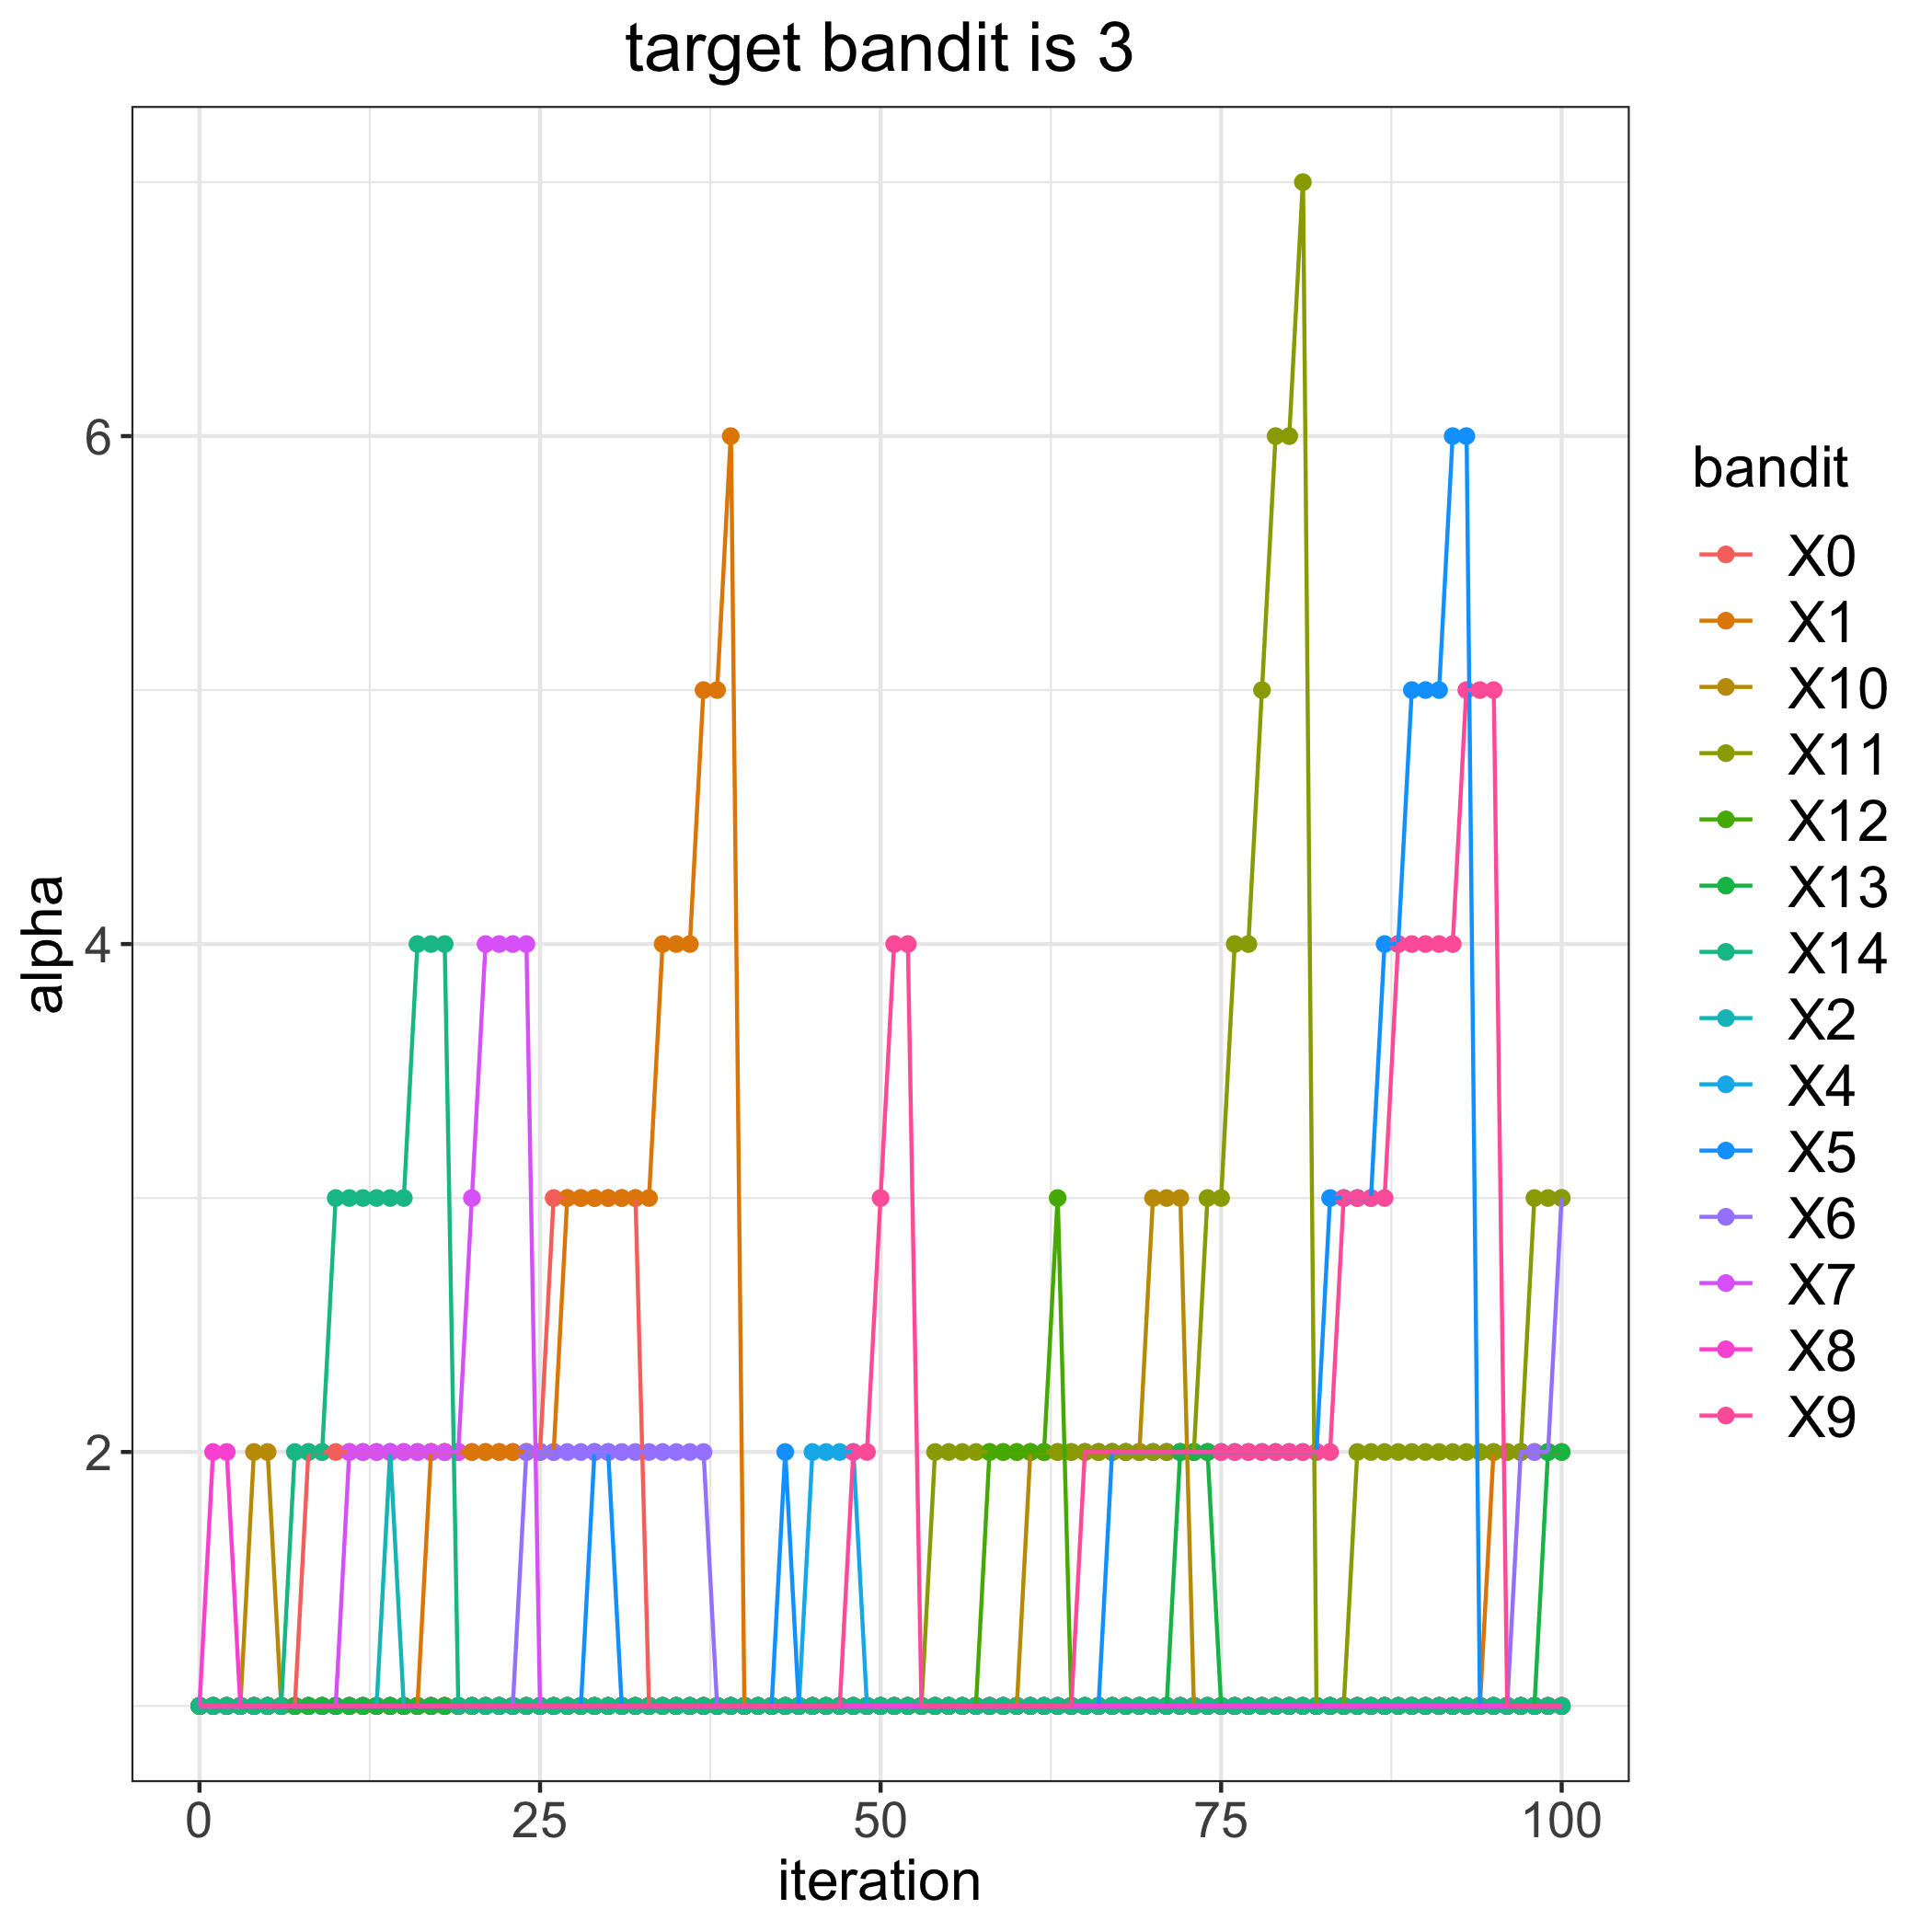 target bandit is 3
6
4
2
alpha
0 25 50 75 100
iteration
bandit
X0
X1
X10
X11
X12
X13
X14
X2
X4
X5
X6
X7
X8
X9